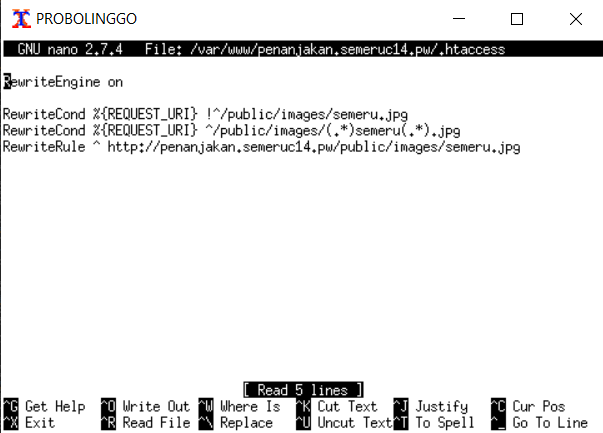 PROBOLINGGO
GNU nano 2.7.4 File: /var/www/penanjakan.semeruc14.pw/.htaccess
RewriteEngine on
RewriteCond %{REQUEST_URI} !^/public/images/semeru.jpg
RewriteCond %{REQUEST_URI} ^/public/images/(.*)semeru(.*).jpg
RewriteRule ^ http://penanjakan.semeruc14.pw/public/images/semeru.jpg
[ Read 5 lines ]
^G Get Help ^O Write Out ^W Where Is ^K Cut Text ^J Justify ^C Cur Pos
^X Exit ^R Read File ^\ Replace ^U Uncut Text ^T To Spell ^_ Go To Line